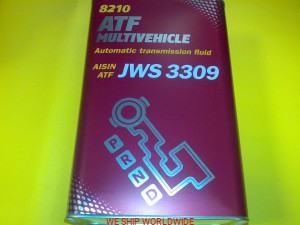 8210
ATF
MULTIVEHICLE
Automatic transmission fluid
AISIN
ATF JWS 3309
P
R
N
D
WE SHIP WORLDWIDE